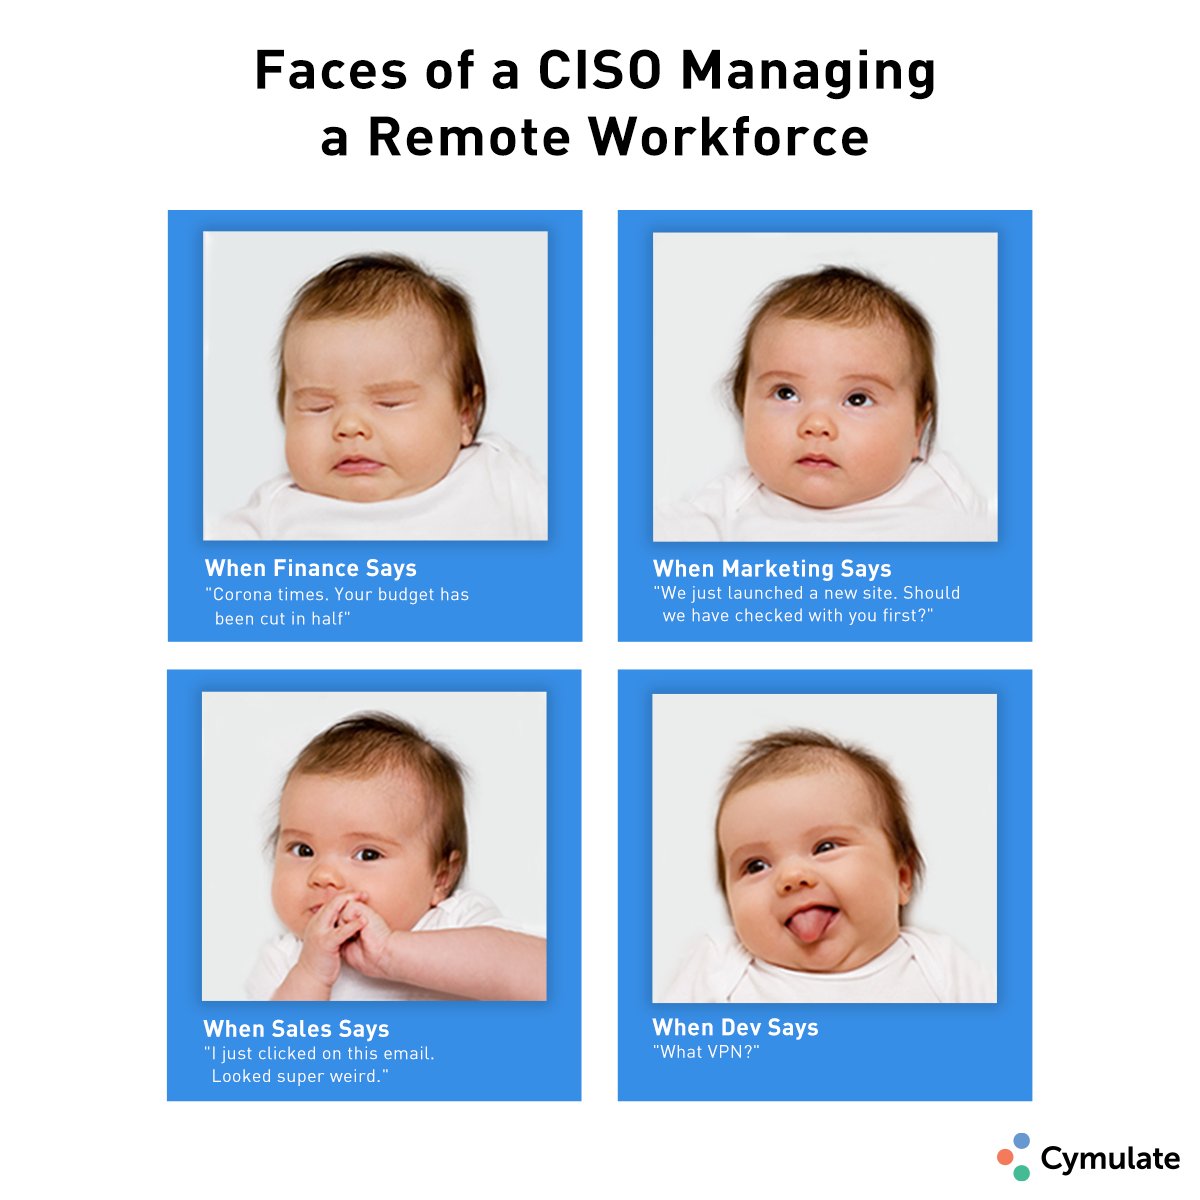 Faces of a CISO Managing
a Remote Workforce
When Finance Says
"Corona times. Your budget has
been cut in half"
When Marketing Says
"We just launched a new site. Should
we have checked with you first?"
When Sales Says
"I just clicked on this email.
Looked super weird."
When Dev Says
"What VPN?"
Cymulate